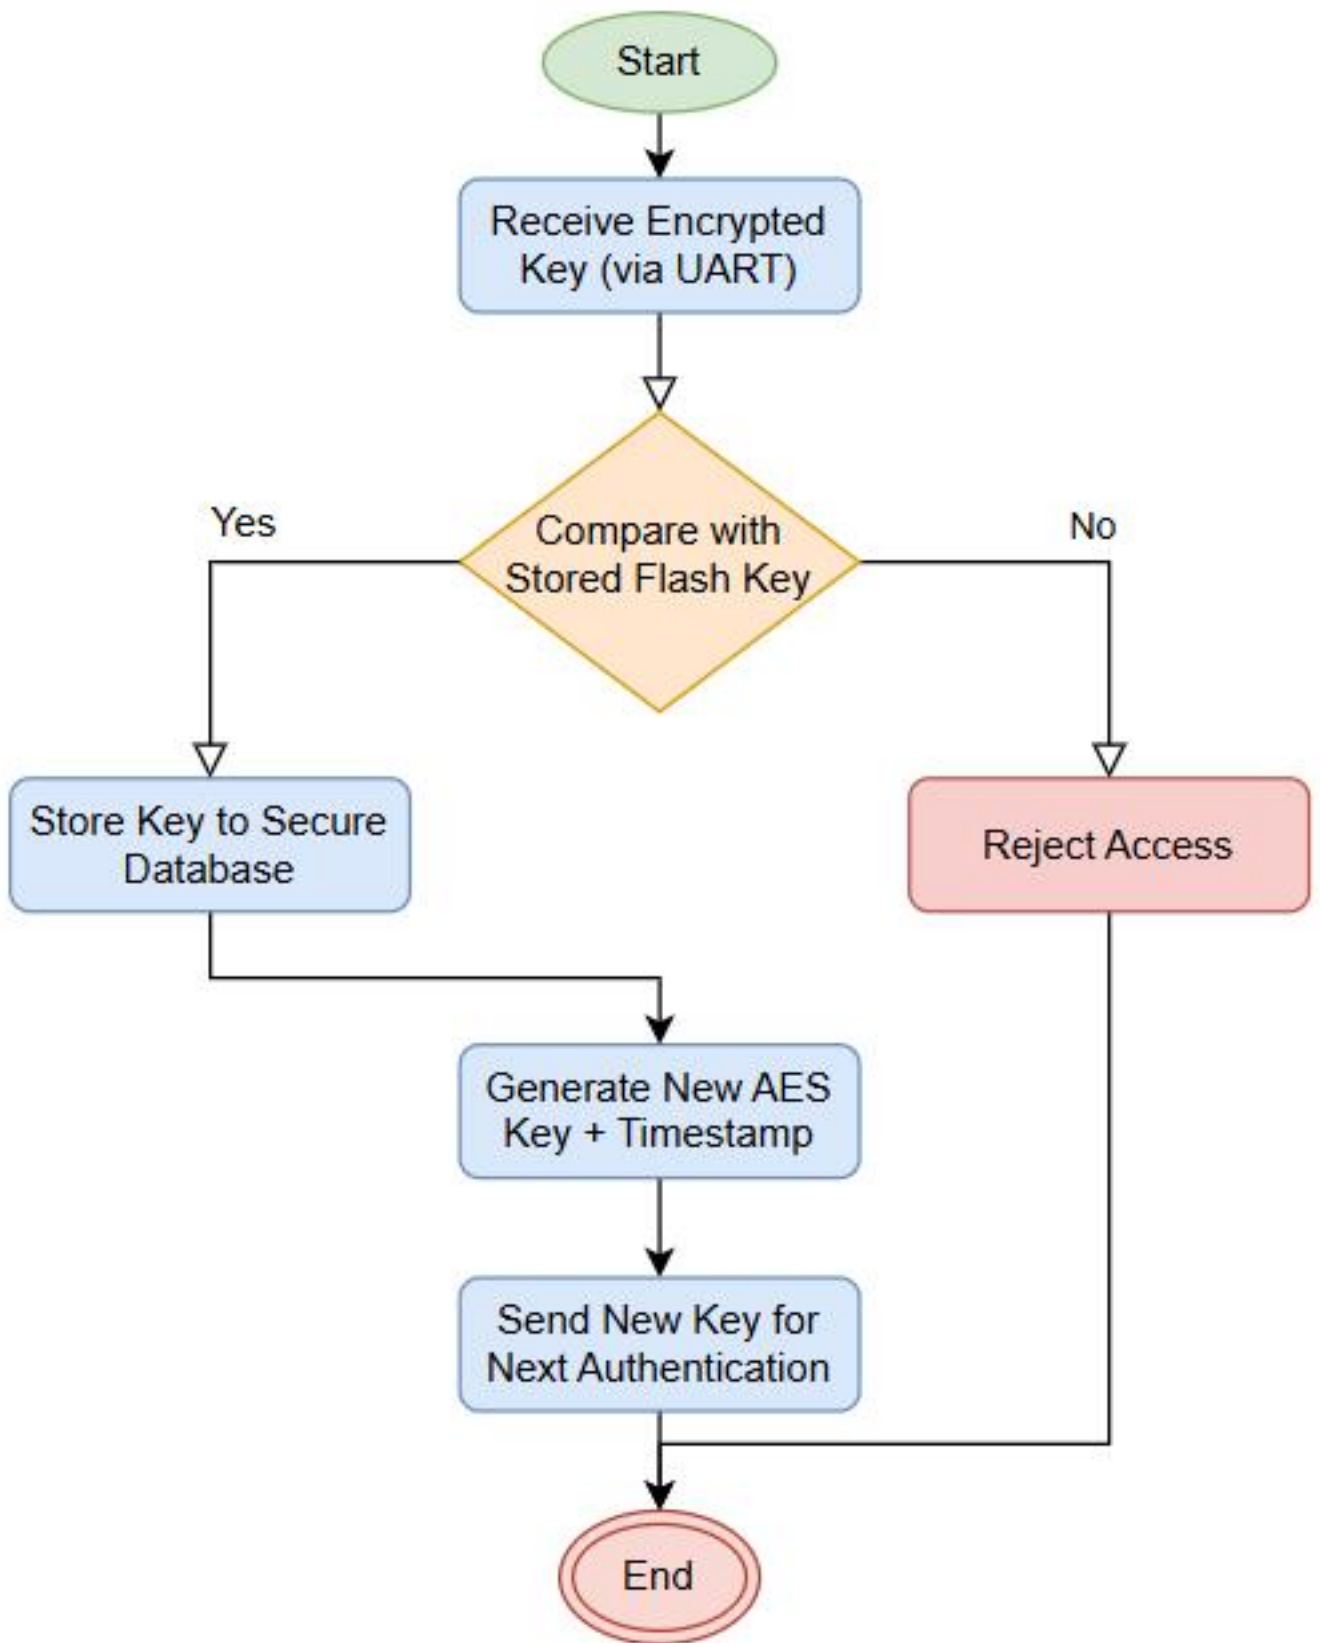 Start
Receive Encrypted
Key (via UART)
Compare with
Stored Flash Key
Yes
No
Store Key to Secure
Database
Reject Access
Generate New AES
Key + Timestamp
Send New Key for
Next Authentication
End